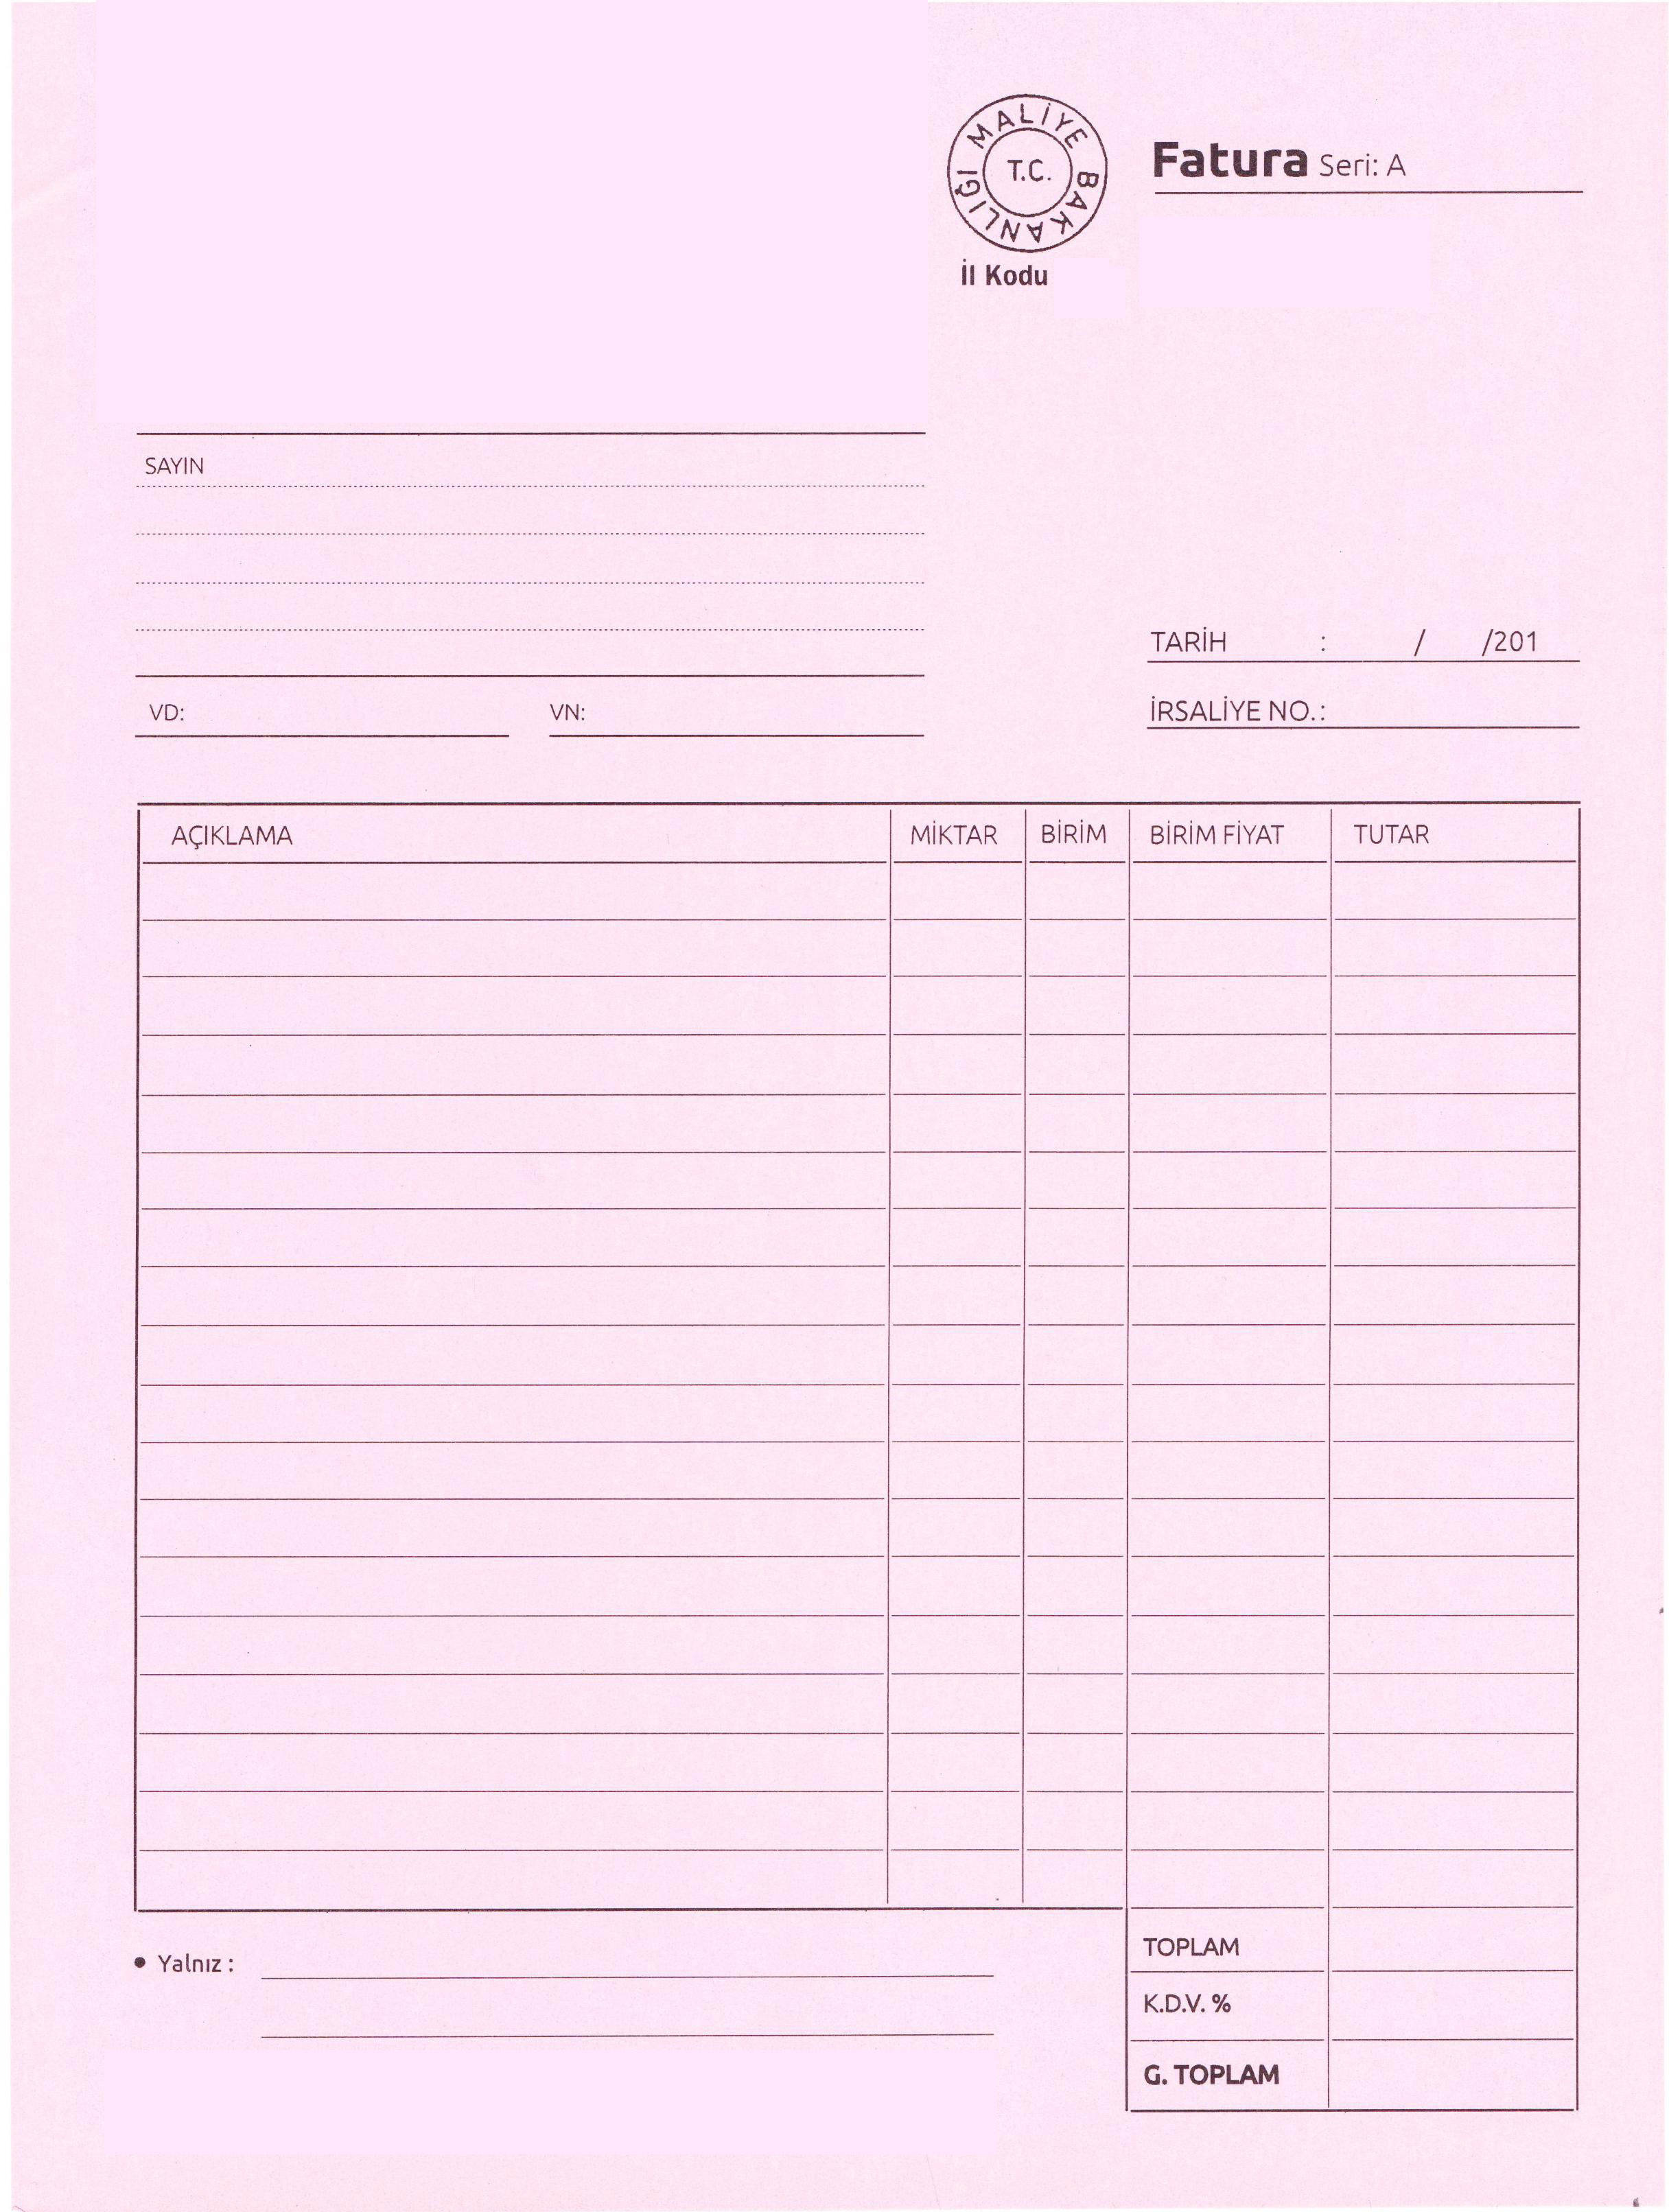 MALİYE BAKANLIĞI
T.C.
İl Kodu
Fatura Seri: A
SAYIN
TARİH : / /201
VD: VN: İRSALİYE NO.:
AÇIKLAMA MİKTAR BİRİM BİRİM FİYAT TUTAR
TOPLAM
• Yalnız :
K.D.V. %
G. TOPLAM